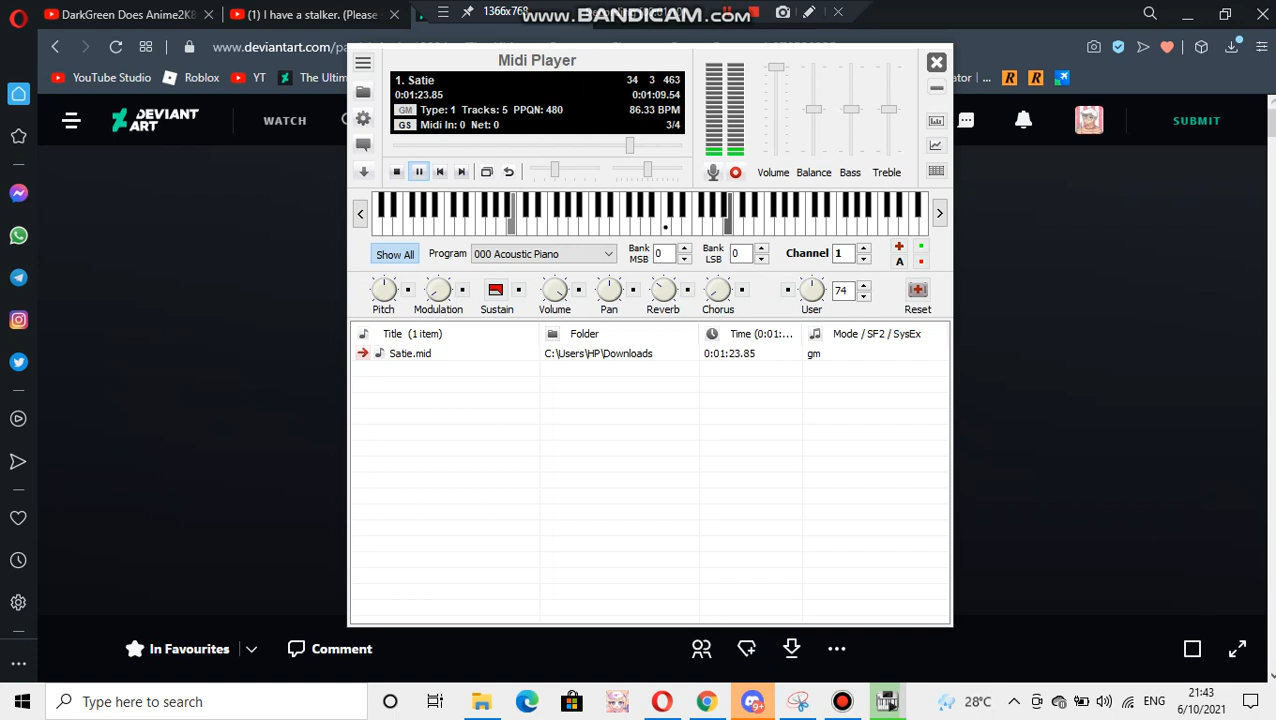 DarkGreen Does Anime2K8
(1) I have a stalker. (Please
1366x768
www.BANDICAM.com
www.deviantart.com/pa
YouTube Studio
Roblox
YT
The Ultim
ator - ...
DEVIANT ART
WATCH
SUBMIT
Midi Player
1. Satie
34 3 463
0:01:23.85
0:01:09.54
GM Type: 1 Tracks: 5 PPQN: 480
86.33 BPM
GS Midi In: 0 Net: 0
3/4
Volume Balance Bass Treble
Show All
Program
000 Acoustic Piano
Bank MSB
0
Bank LSB
0
Channel 1
A
Pitch
Modulation
Sustain
Volume
Pan
Reverb
Chorus
User
74
Reset
Title (1 item)
Folder
Time (0:01:...
Mode / SF2 / SysEx
Satie.mid
C:\Users\HP\Downloads
0:01:23.85
gm
In Favourites
Comment
Type here to search
9+
28°C
ENG
21:43
6/10/2021